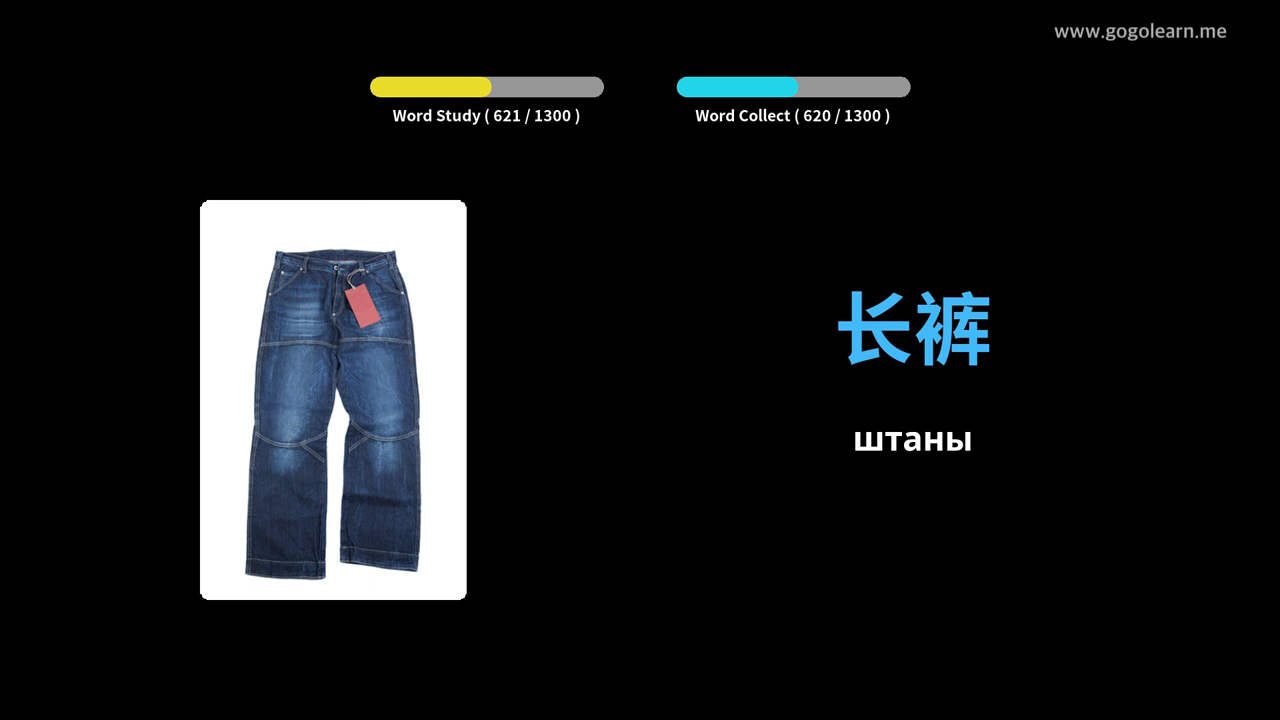 www.gogolearn.me
Word Study ( 621 / 1300 )
Word Collect ( 620 / 1300 )
长裤
штаны